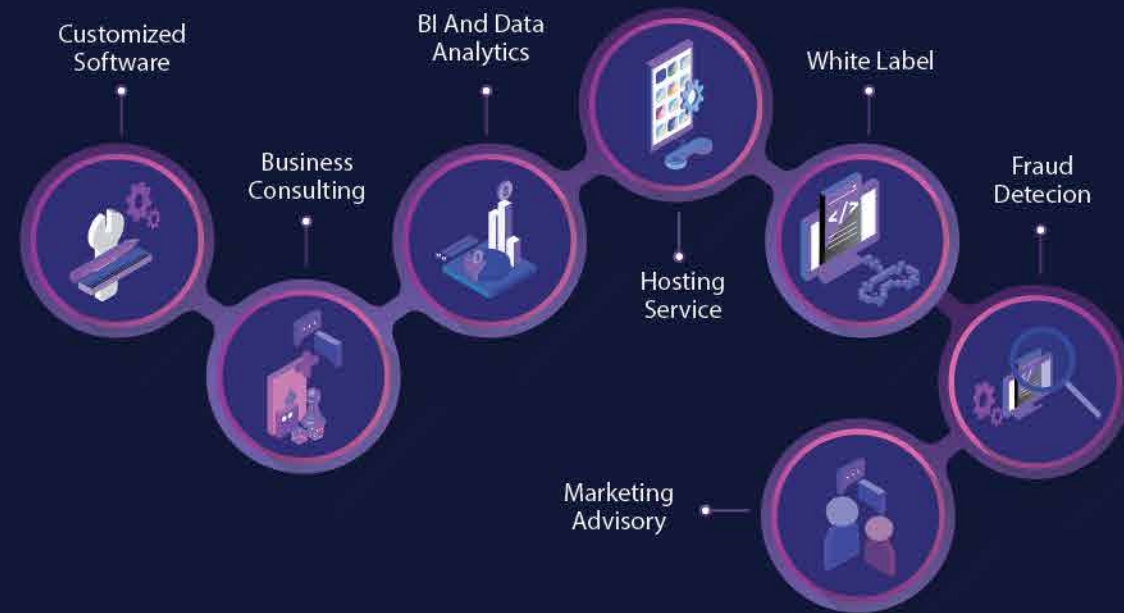 Customized
Software
Business
Consulting
BI And Data
Analytics
Hosting
Service
White Label
Fraud
Detecion
Marketing
Advisory